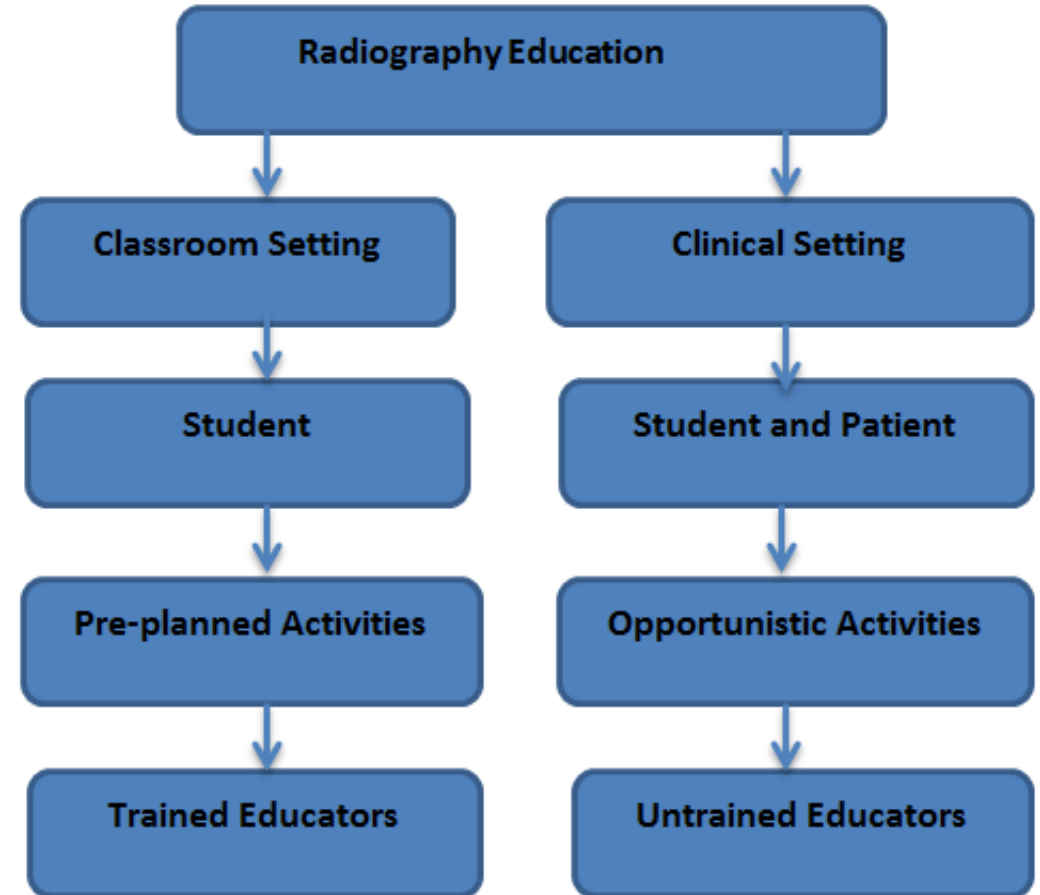 Radiography Education
Classroom Setting
Clinical Setting
Student
Student and Patient
Pre-planned Activities
Opportunistic Activities
Trained Educators
Untrained Educators